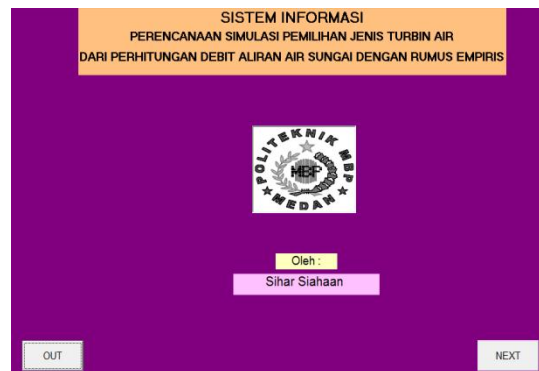 SISTEM INFORMASI
PERENCANAAN SIMULASI PEMILIHAN JENIS TURBIN AIR
DARI PERHITUNGAN DEBIT ALIRAN AIR SUNGAI DENGAN RUMUS EMPIRIS
POLITEKNIK MBP
MBP
MEDAN
Oleh :
Sihar Siahaan
OUT
NEXT